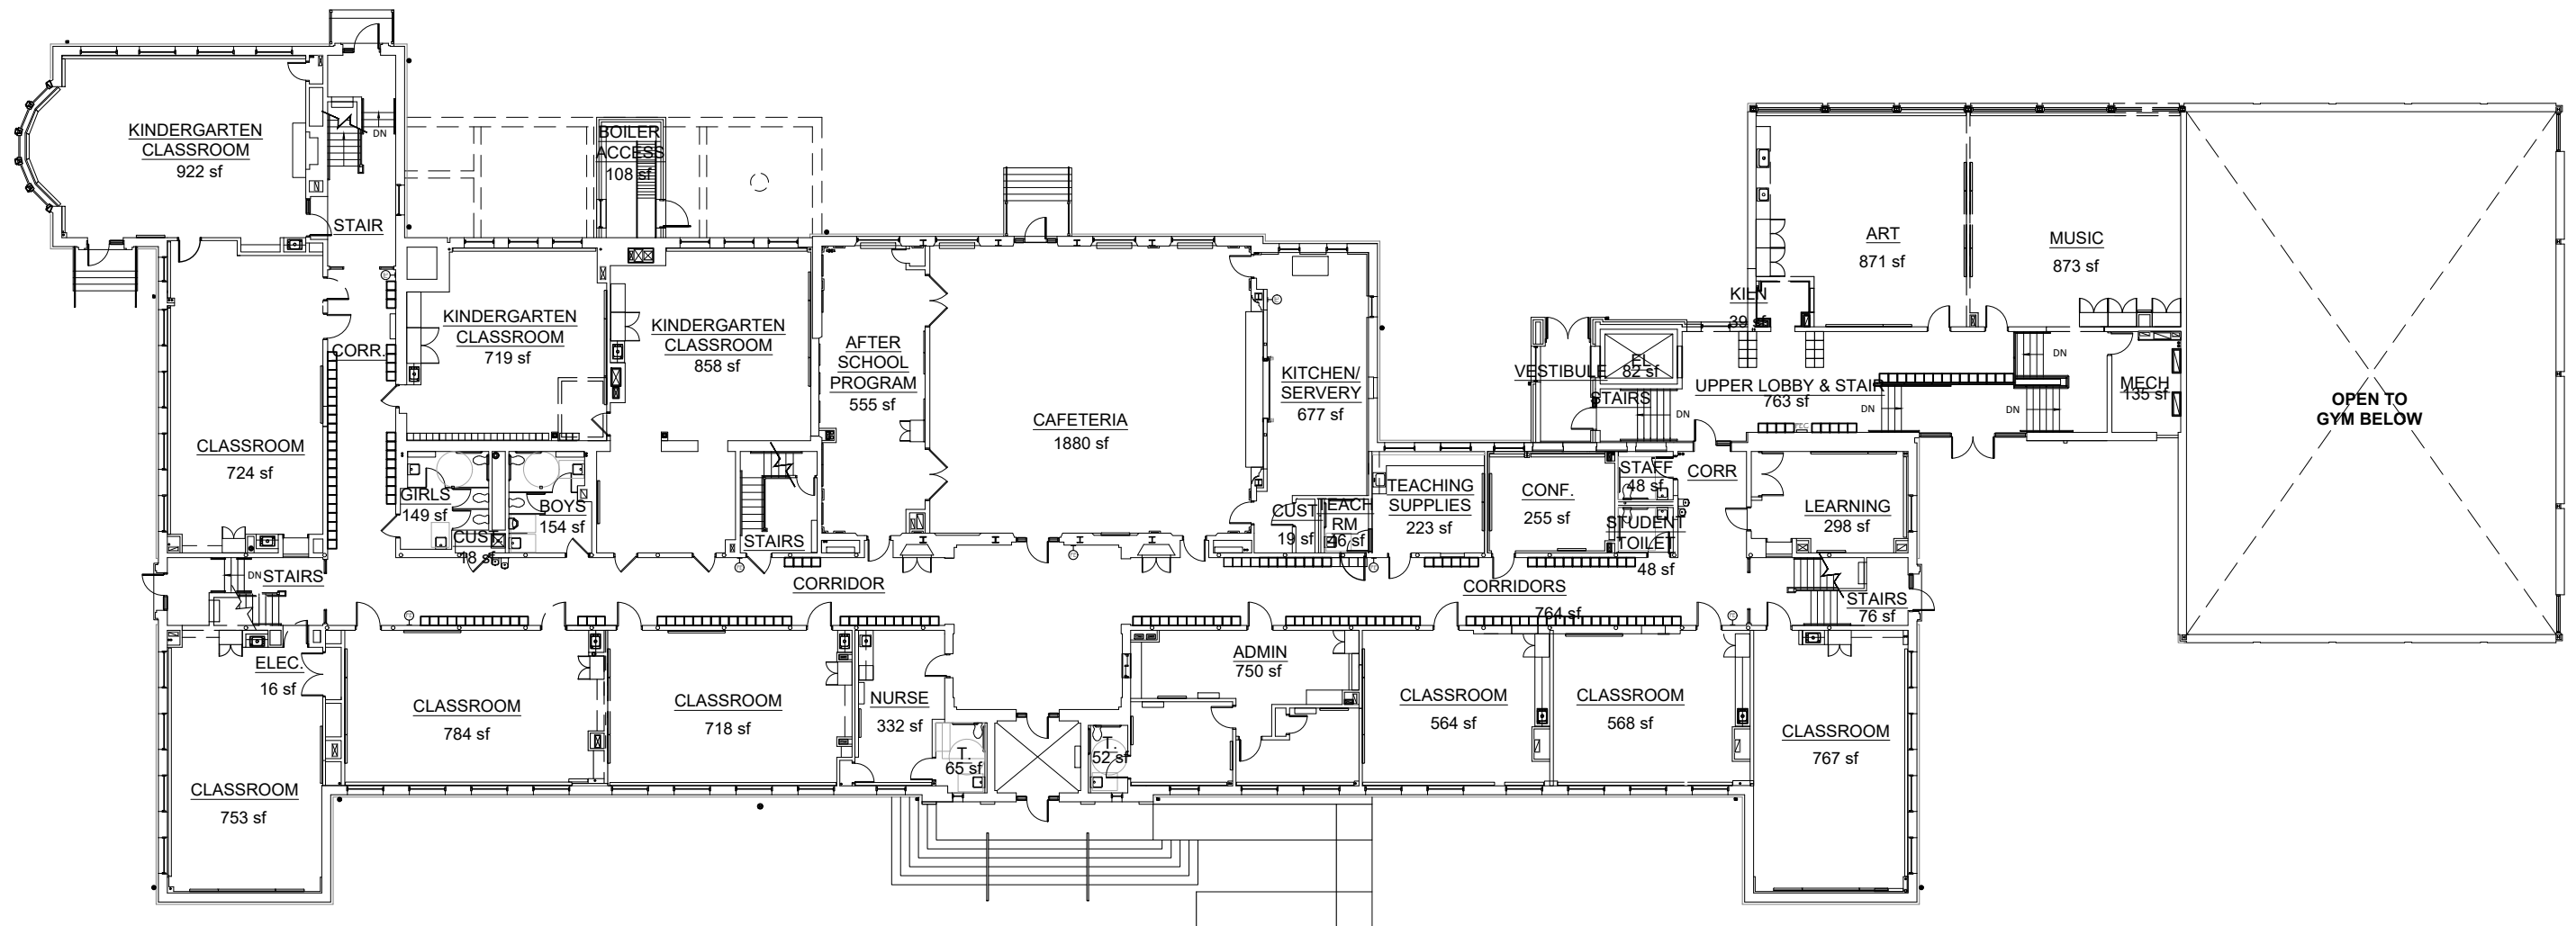 KINDERGARTEN
CLASSROOM
922 sf
DN
STAIR
BOILER
ACCESS
108 sf
KINDERGARTEN
CLASSROOM
719 sf
KINDERGARTEN
CLASSROOM
858 sf
CORR.
CLASSROOM
724 sf
GIRLS
149 sf
CUST
18 sf
BOYS
154 sf
STAIRS
AFTER
SCHOOL
PROGRAM
555 sf
CAFETERIA
1880 sf
KITCHEN/
SERVERY
677 sf
CUST
19 sf
TEACH
RM
46 sf
TEACHING
SUPPLIES
223 sf
CONF.
255 sf
STAFF
48 sf
STUDENT
TOILET
48 sf
CORR
LEARNING
298 sf
VESTIBULE
EL
82 sf
STAIRS
DN
KILN
39 sf
ART
871 sf
MUSIC
873 sf
UPPER LOBBY & STAIR
763 sf
DN
DN
DN
MECH
135 sf
OPEN TO
GYM BELOW
DN
STAIRS
CORRIDOR
CORRIDORS
764 sf
STAIRS
76 sf
ELEC.
16 sf
CLASSROOM
753 sf
CLASSROOM
784 sf
CLASSROOM
718 sf
NURSE
332 sf
T.
65 sf
T.
52 sf
ADMIN
750 sf
CLASSROOM
564 sf
CLASSROOM
568 sf
CLASSROOM
767 sf